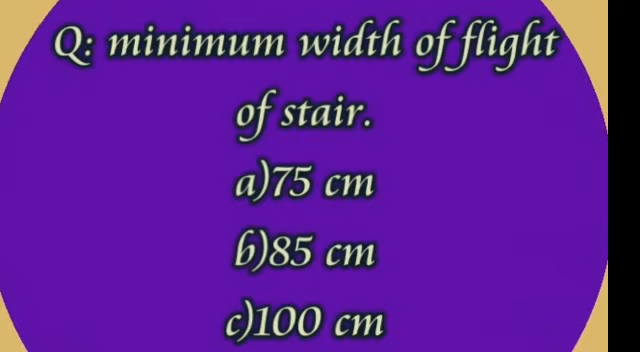 Q: minimum width of flight
of stair.
a)75 cm
b)85 cm
c)100 cm